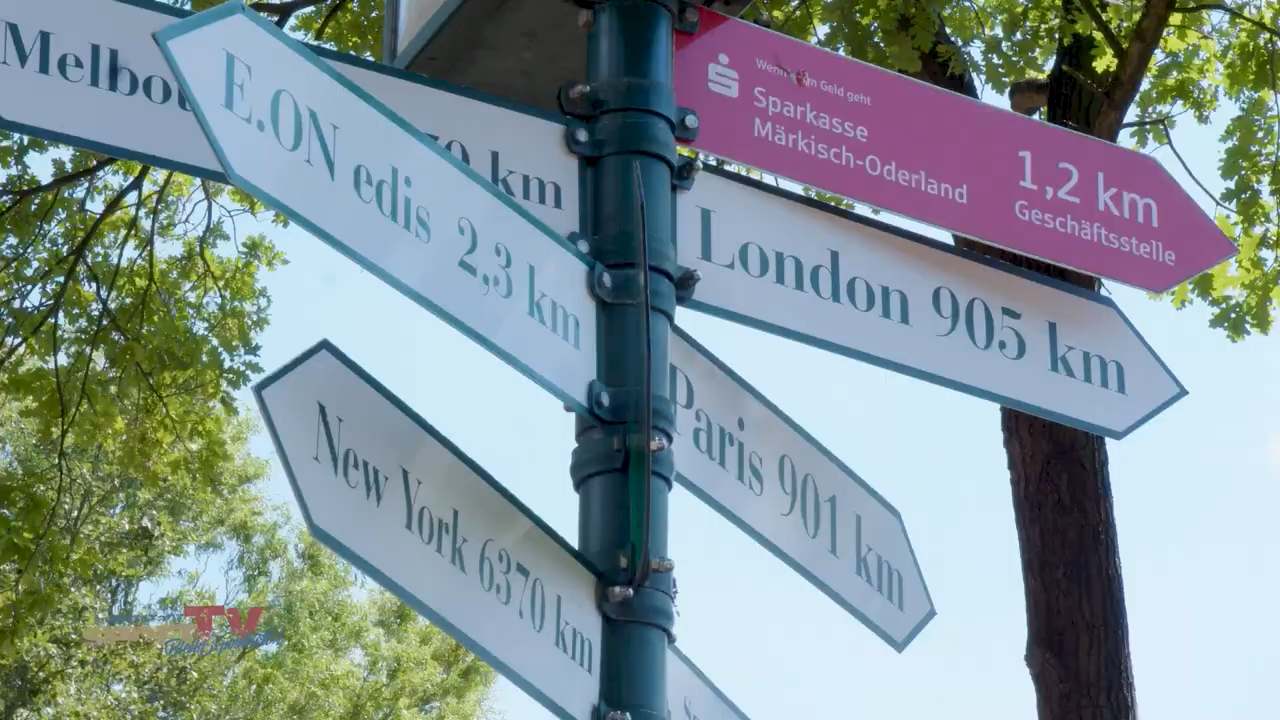 E.ON edis 2,3 km
km
Sparkasse
Märkisch-Oderland
1,2 km
Geschäftsstelle
London 905 km
Paris 901 km
New York 6370 km
TV